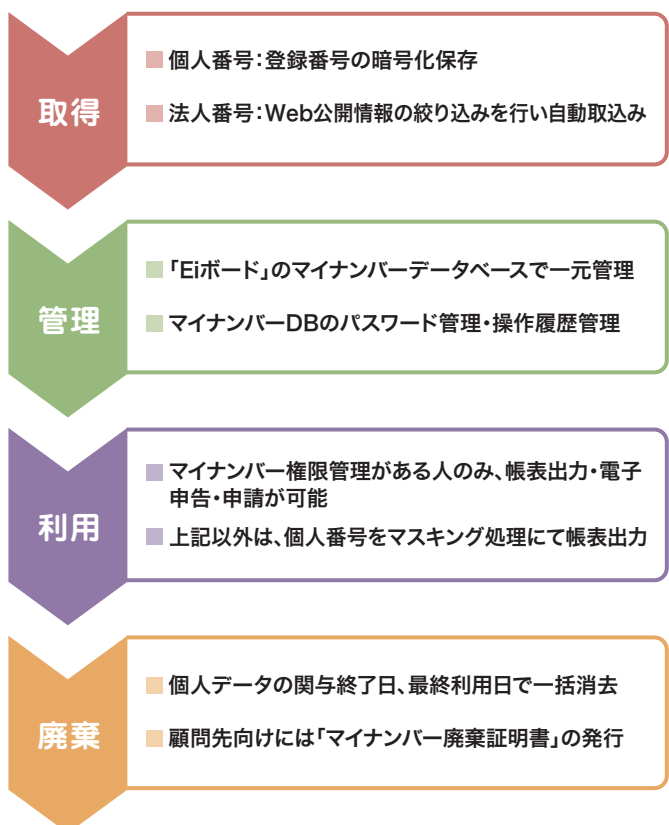 取得
個人番号：登録番号の暗号化保存
法人番号：Web公開情報の絞り込みを行い自動取込み
管理
「Eiボード」のマイナンバーデータベースで一元管理
マイナンバーDBのパスワード管理・操作履歴管理
利用
マイナンバー権限管理がある人のみ、帳表出力・電子
申告・申請が可能
上記以外は、個人番号をマスキング処理にて帳表出力
廃棄
個人データの関与終了日、最終利用日で一括消去
顧問先向けには「マイナンバー廃棄証明書」の発行